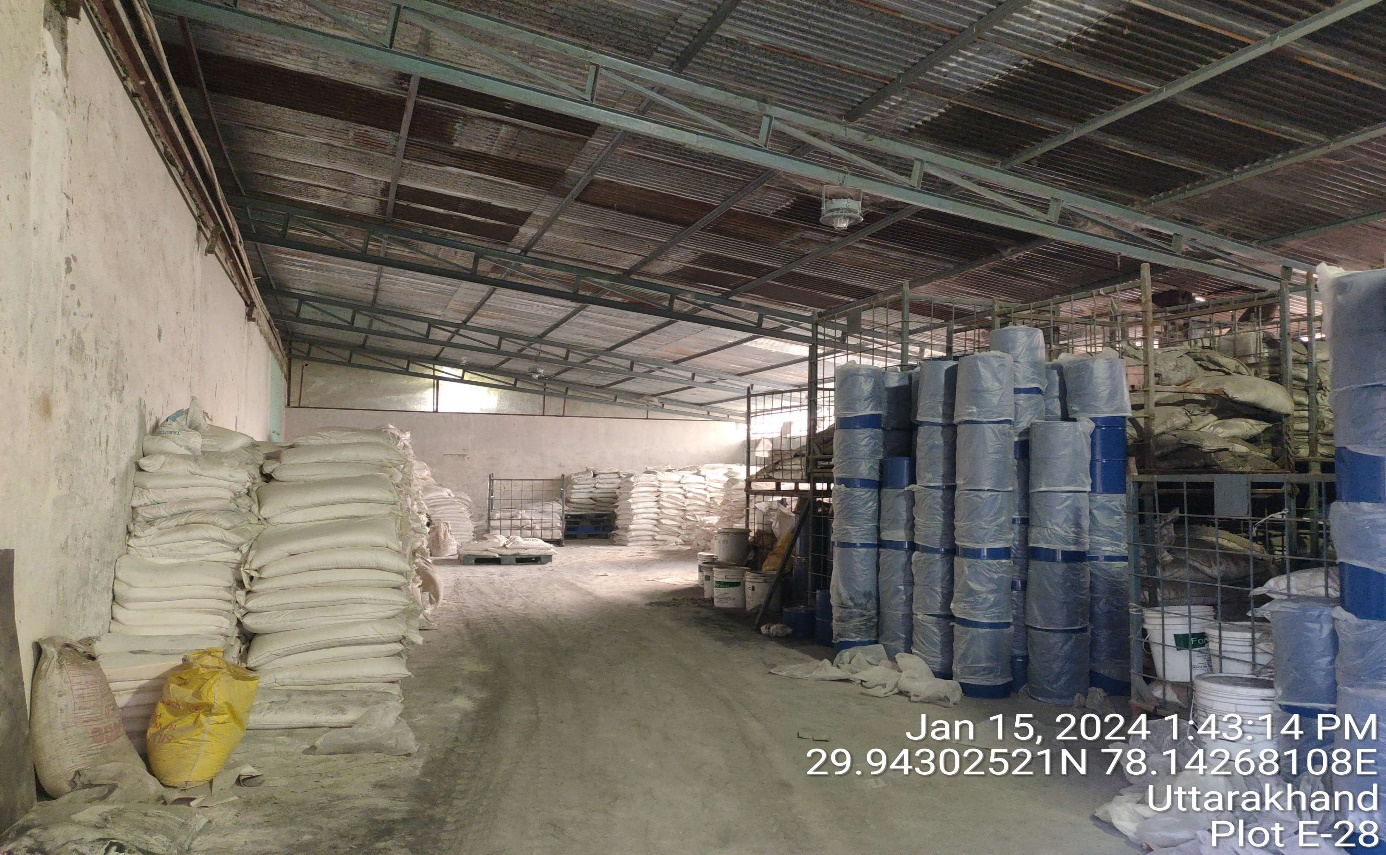 Jan 15, 2024 1:43:14 PM
29.94302521N 78.14268108E
Uttarakhand
Plot E-28